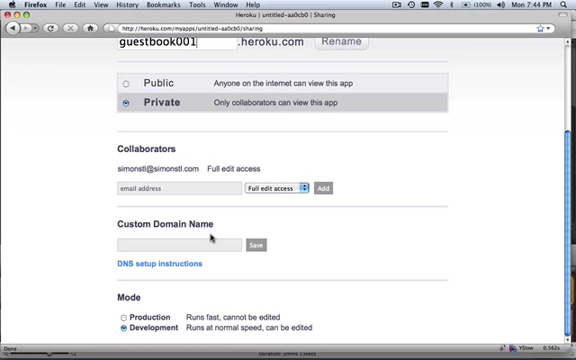 Firefox File Edit View History Bookmarks Tools Window Help (100%) Mon 7:44 PM
Heroku | untitled-aa0cb0 | Sharing
http://heroku.com/myapps/untitled-aa0cb0/sharing
guestbook001 .heroku.com Rename
Public Anyone on the internet can view this app
Private Only collaborators can view this app
Collaborators
simonstl@simonstl.com Full edit access
email address Full edit access Add
Custom Domain Name
Save
DNS setup instructions
Mode
Production Runs fast, cannot be edited
Development Runs at normal speed, can be edited
Done YSlow 0.562s